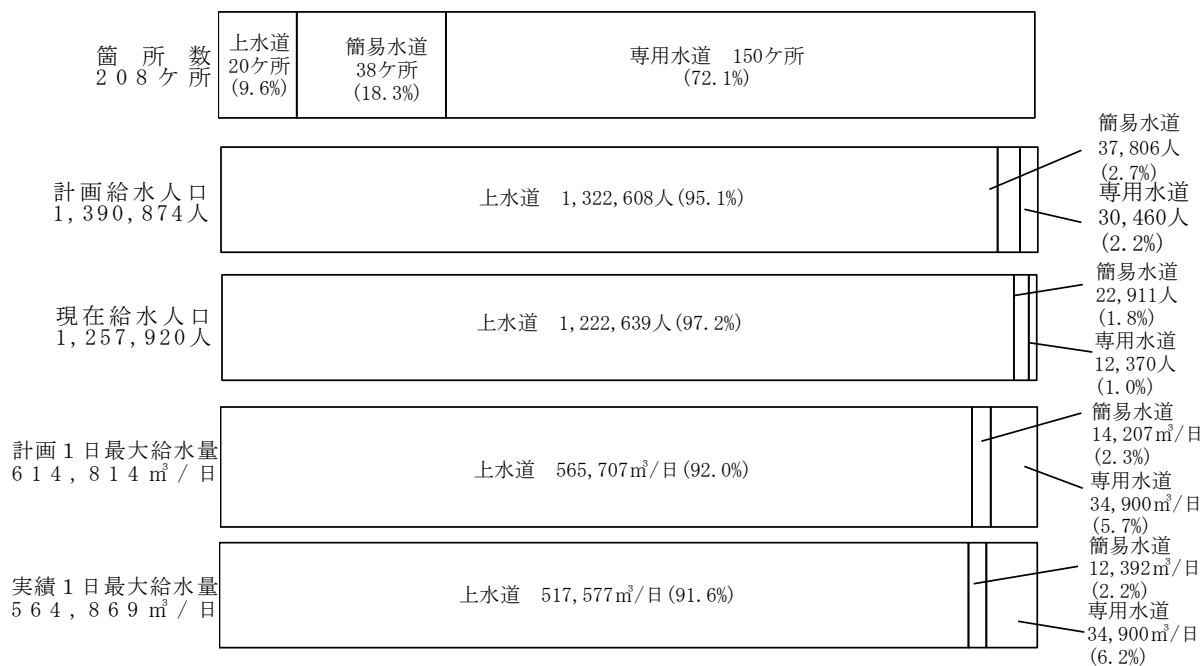 箇所数
208ケ所
上水道
20ケ所
(9.6%)
簡易水道
38ケ所
(18.3%)
専用水道 150ケ所
(72.1%)
計画給水人口
1,390,874人
上水道 1,322,608人(95.1%)
簡易水道
37,806人
(2.7%)
専用水道
30,460人
(2.2%)
現在給水人口
1,257,920人
上水道 1,222,639人(97.2%)
簡易水道
22,911人
(1.8%)
専用水道
12,370人
(1.0%)
計画1日最大給水量
614,814㎥/日
上水道 565,707㎥/日(92.0%)
簡易水道
14,207㎥/日
(2.3%)
専用水道
34,900㎥/日
(5.7%)
実績1日最大給水量
564,869㎥/日
上水道 517,577㎥/日(91.6%)
簡易水道
12,392㎥/日
(2.2%)
専用水道
34,900㎥/日
(6.2%)